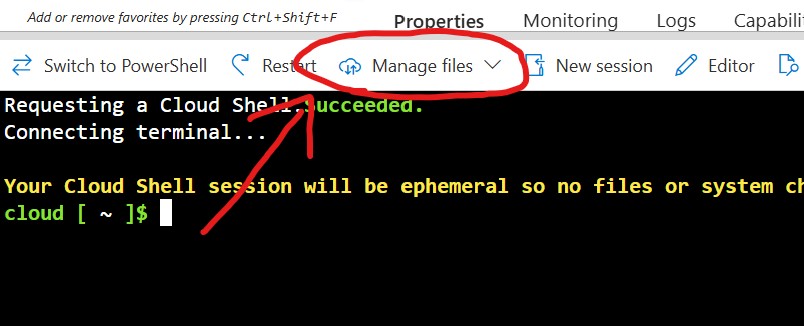 Add or remove favorites by pressing Ctrl+Shift+F
Properties Monitoring Logs Capabili
Switch to PowerShell Restart Manage files New session Editor
Requesting a Cloud Shell.Succeeded.
Connecting terminal...
Your Cloud Shell session will be ephemeral so no files or system ch
cloud [ ~ ]$